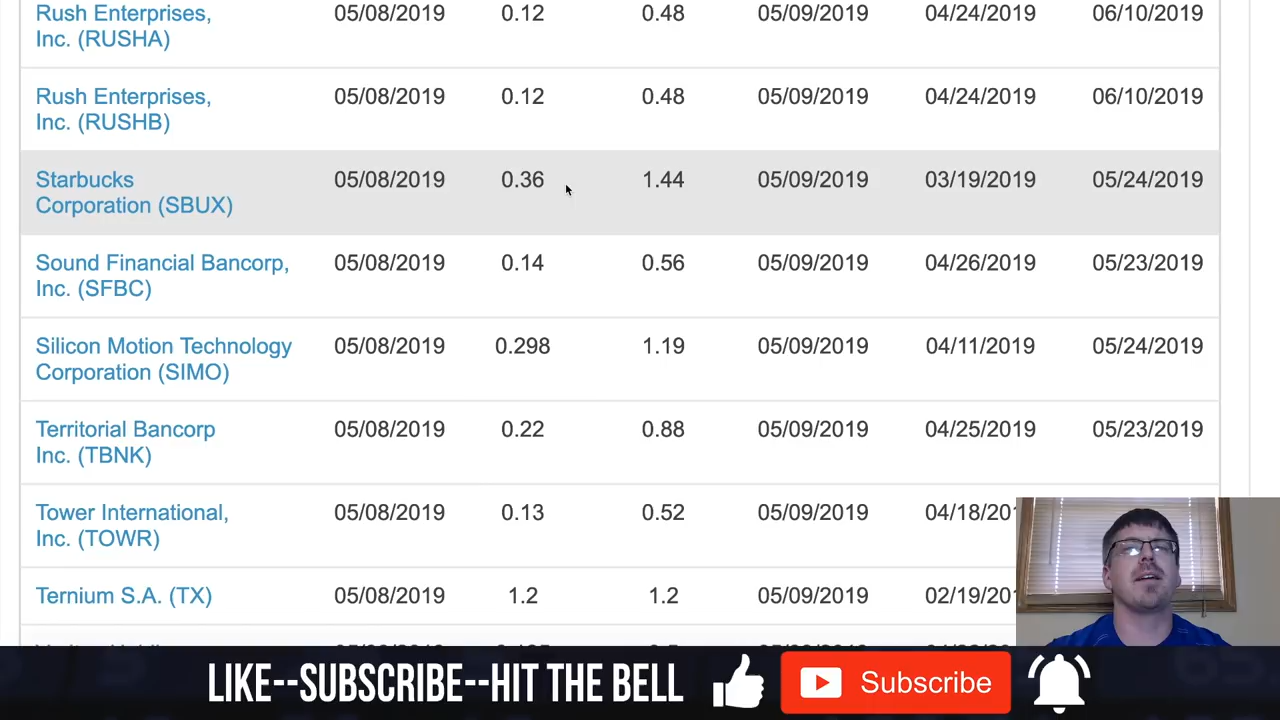 Rush Enterprises, 05/08/2019 0.12 0.48 05/09/2019 04/24/2019 06/10/2019
Inc. (RUSHA)
Rush Enterprises, 05/08/2019 0.12 0.48 05/09/2019 04/24/2019 06/10/2019
Inc. (RUSHB)
Starbucks 05/08/2019 0.36 1.44 05/09/2019 03/19/2019 05/24/2019
Corporation (SBUX)
Sound Financial Bancorp, 05/08/2019 0.14 0.56 05/09/2019 04/26/2019 05/23/2019
Inc. (SFBC)
Silicon Motion Technology 05/08/2019 0.298 1.19 05/09/2019 04/11/2019 05/24/2019
Corporation (SIMO)
Territorial Bancorp 05/08/2019 0.22 0.88 05/09/2019 04/25/2019 05/23/2019
Inc. (TBNK)
Tower International, 05/08/2019 0.13 0.52 05/09/2019 04/18/201
Inc. (TOWR)
Ternium S.A. (TX) 05/08/2019 1.2 1.2 05/09/2019 02/19/201
LIKE--SUBSCRIBE--HIT THE BELL Subscribe